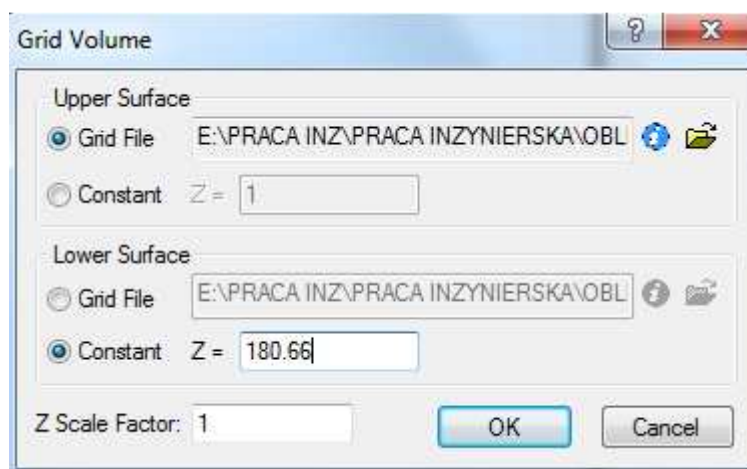 Grid Volume
?
Upper Surface
Grid File E:\PRACA INZ\PRACA INZYNIERSKA\OBL
Constant Z = 1
Lower Surface
Grid File E:\PRACA INZ\PRACA INZYNIERSKA\OBL
Constant Z = 180.66
Z Scale Factor: 1 OK Cancel